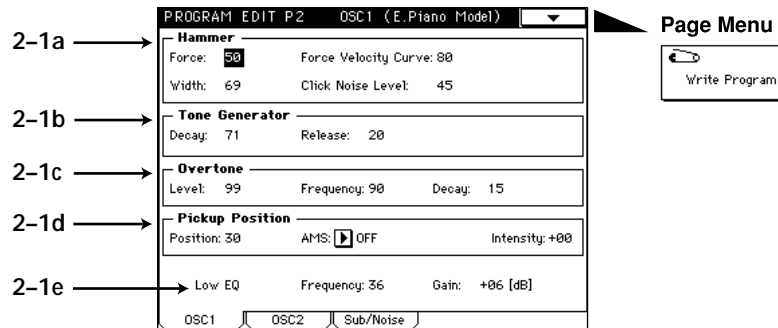 PROGRAM EDIT P2 OSC1 (E.Piano Model)
Page Menu
Write Program
2–1a
Hammer
Force: 50 Force Velocity Curve: 80
Width: 69 Click Noise Level: 45
2–1b
Tone Generator
Decay: 71 Release: 20
2–1c
Overtone
Level: 99 Frequency: 90 Decay: 15
2–1d
Pickup Position
Position: 30 AMS: OFF Intensity: +00
2–1e
Low EQ Frequency: 36 Gain: +06 [dB]
OSC1 OSC2 Sub/Noise